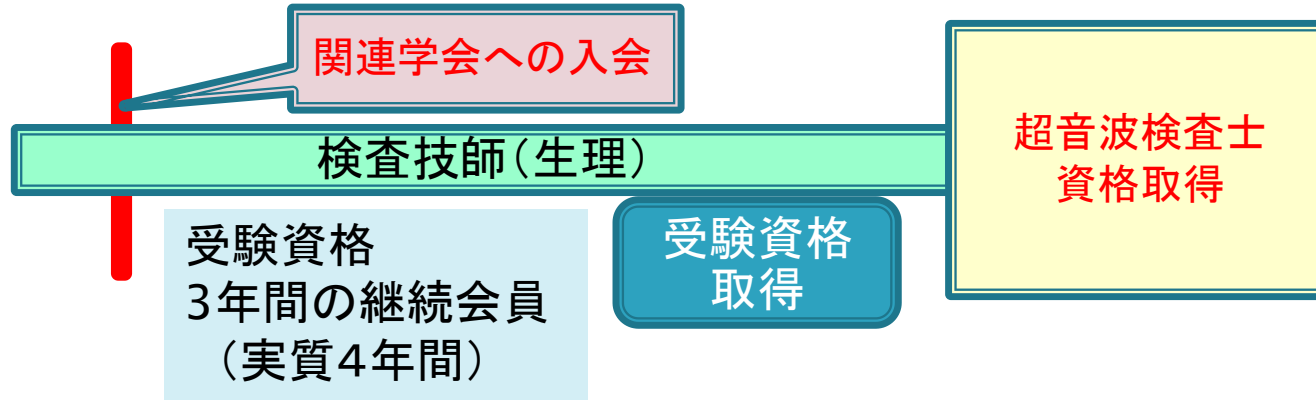 関連学会への入会
検査技師（生理）
超音波検査士
資格取得
受験資格
3年間の継続会員
（実質４年間）
受験資格
取得